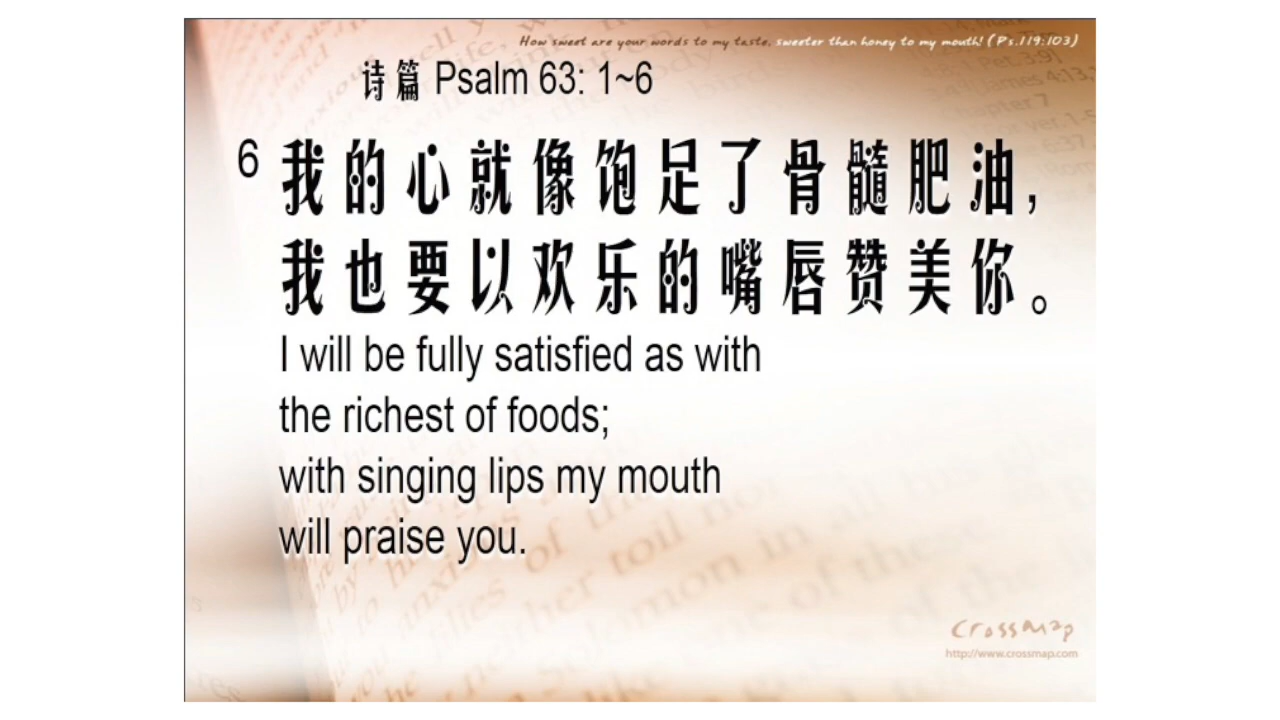 How sweet are your words to my taste, sweeter than honey to my mouth! (Ps.119:103)
诗篇 Psalm 63: 1~6
6 我的心就像饱足了骨髓肥油,
我也要以欢乐的嘴唇赞美你。
I will be fully satisfied as with
the richest of foods;
with singing lips my mouth
will praise you.
crossmap
http://www.crossmap.com